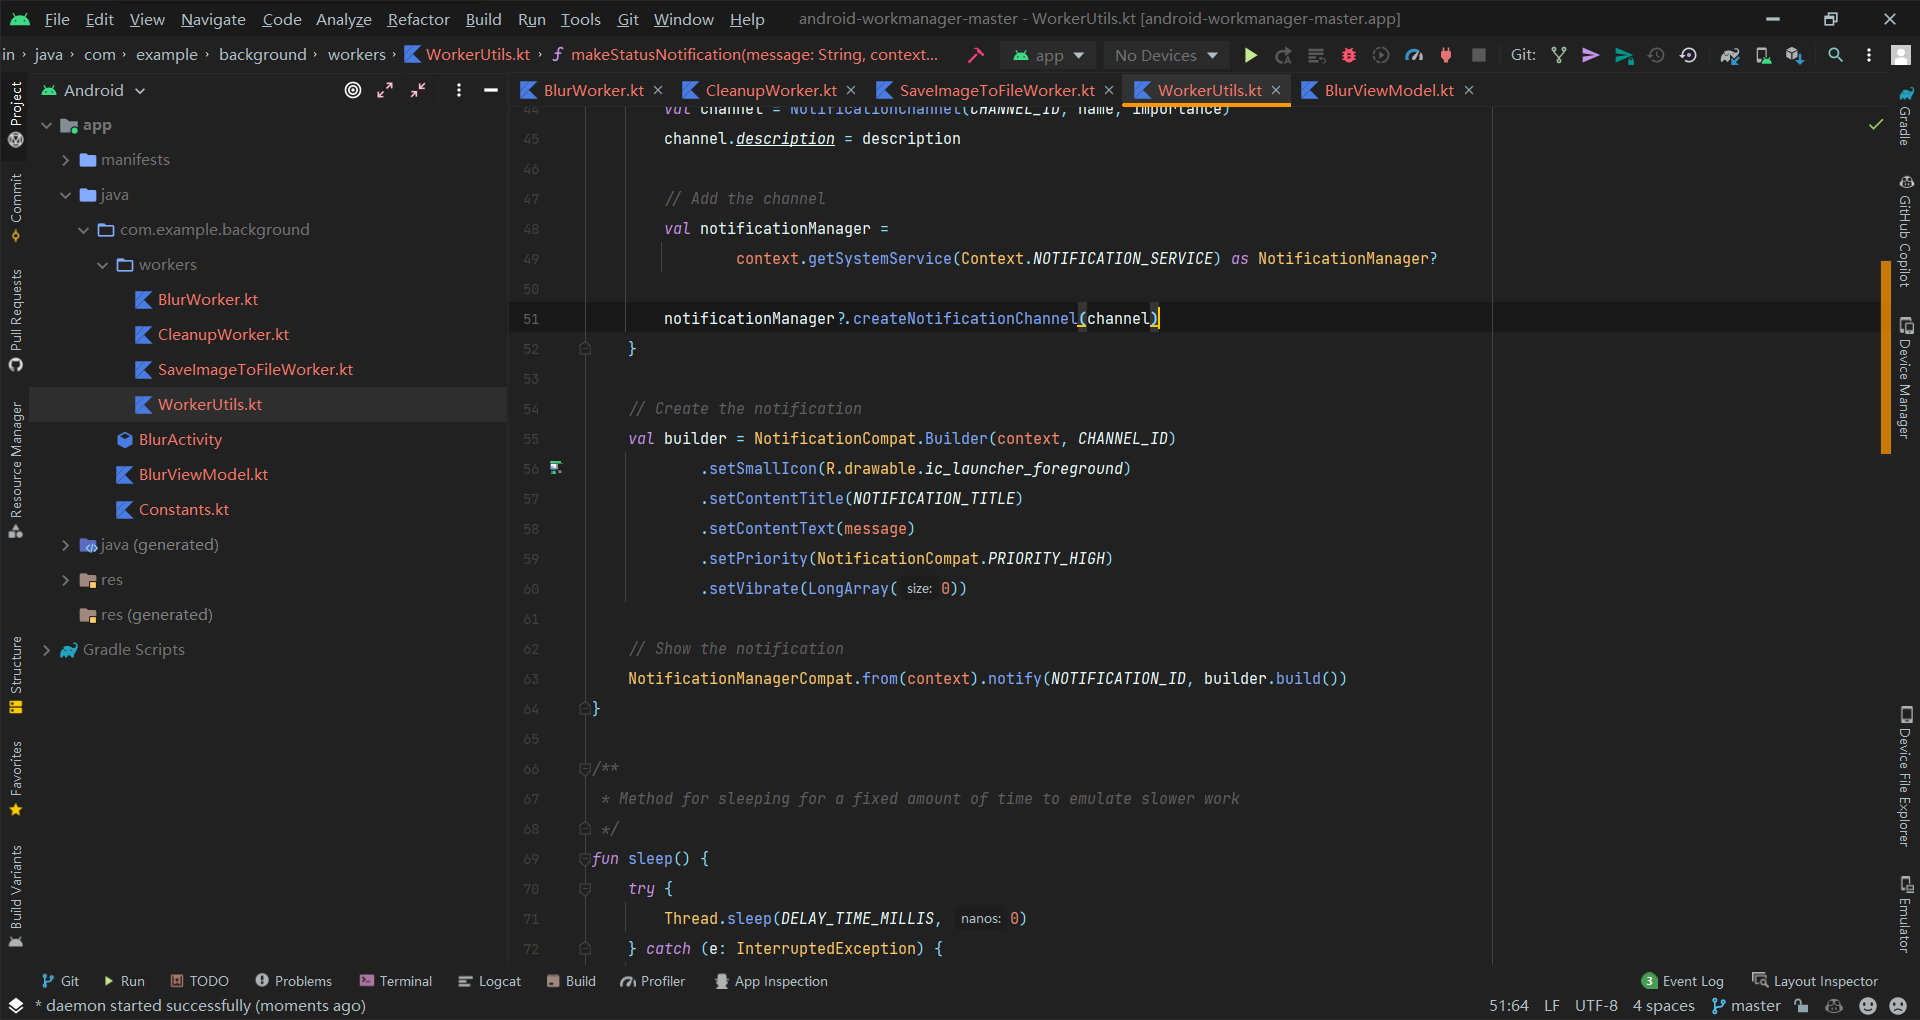 File Edit View Navigate Code Analyze Refactor Build Run Tools Git Window Help android-workmanager-master - WorkerUtils.kt [android-workmanager-master.app]
in › java › com › example › background › workers › WorkerUtils.kt › makeStatusNotification(message: String, context... app No Devices Git:
Android
BlurWorker.kt CleanupWorker.kt SaveImageToFileWorker.kt WorkerUtils.kt BlurViewModel.kt
Project
Commit
Pull Requests
Resource Manager
Structure
Favorites
Build Variants
app
manifests
java
com.example.background
workers
BlurWorker.kt
CleanupWorker.kt
SaveImageToFileWorker.kt
WorkerUtils.kt
BlurActivity
BlurViewModel.kt
Constants.kt
java (generated)
res
res (generated)
Gradle Scripts
44 val channel = NotificationChannel(CHANNEL_ID, name, importance)
45 channel.description = description
46
47 // Add the channel
48 val notificationManager =
49 context.getSystemService(Context.NOTIFICATION_SERVICE) as NotificationManager?
50
51 notificationManager?.createNotificationChannel(channel)
52 }
53
54 // Create the notification
55 val builder = NotificationCompat.Builder(context, CHANNEL_ID)
56 .setSmallIcon(R.drawable.ic_launcher_foreground)
57 .setContentTitle(NOTIFICATION_TITLE)
58 .setContentText(message)
59 .setPriority(NotificationCompat.PRIORITY_HIGH)
60 .setVibrate(LongArray( size: 0))
61
62 // Show the notification
63 NotificationManagerCompat.from(context).notify(NOTIFICATION_ID, builder.build())
64 }
65
66 /**
67 * Method for sleeping for a fixed amount of time to emulate slower work
68 */
69 fun sleep() {
70 try {
71 Thread.sleep(DELAY_TIME_MILLIS, nanos: 0)
72 } catch (e: InterruptedException) {
Gradle
GitHub Copilot
Device Manager
Device File Explorer
Emulator
Git Run TODO Problems Terminal Logcat Build Profiler App Inspection 3 Event Log Layout Inspector
* daemon started successfully (moments ago) 51:64 LF UTF-8 4 spaces master